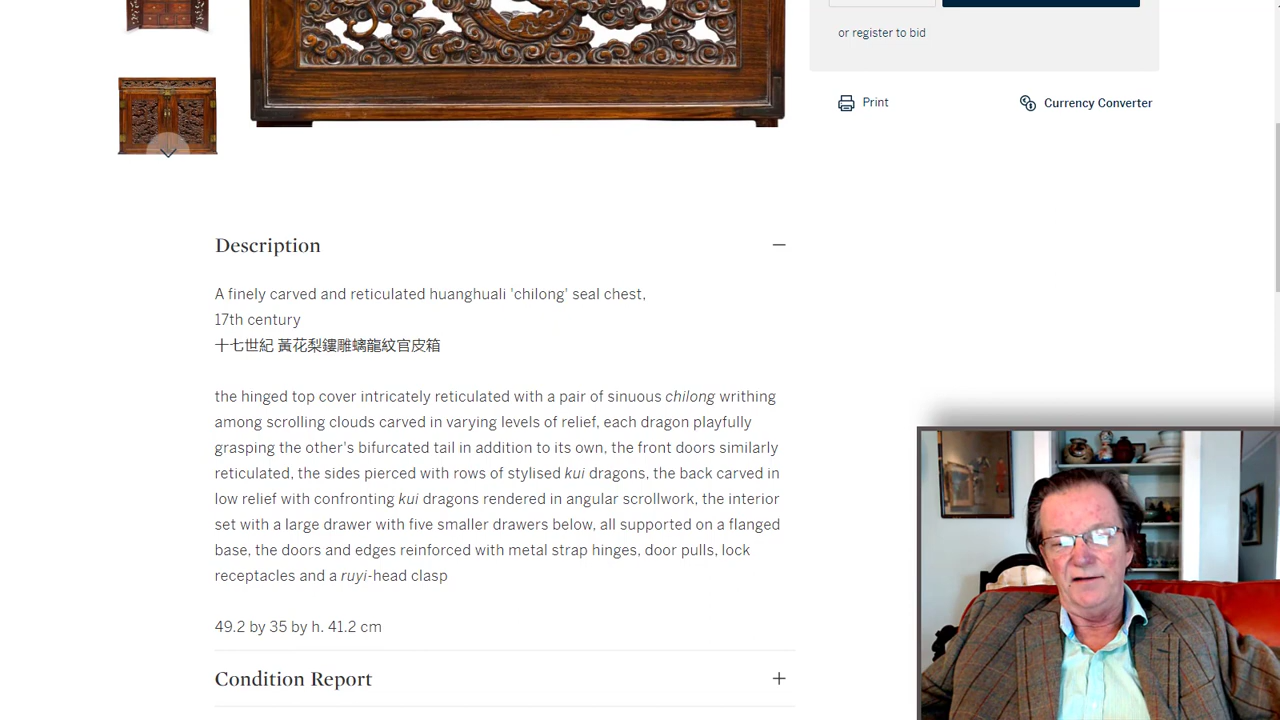 or register to bid
Print
Currency Converter
Description
A finely carved and reticulated huanghuali 'chilong' seal chest,
17th century
十七世紀 黃花梨鏤雕螭龍紋官皮箱
the hinged top cover intricately reticulated with a pair of sinuous chilong writhing
among scrolling clouds carved in varying levels of relief, each dragon playfully
grasping the other's bifurcated tail in addition to its own, the front doors similarly
reticulated, the sides pierced with rows of stylised kui dragons, the back carved in
low relief with confronting kui dragons rendered in angular scrollwork, the interior
set with a large drawer with five smaller drawers below, all supported on a flanged
base, the doors and edges reinforced with metal strap hinges, door pulls, lock
receptacles and a ruyi-head clasp
49.2 by 35 by h. 41.2 cm
Condition Report